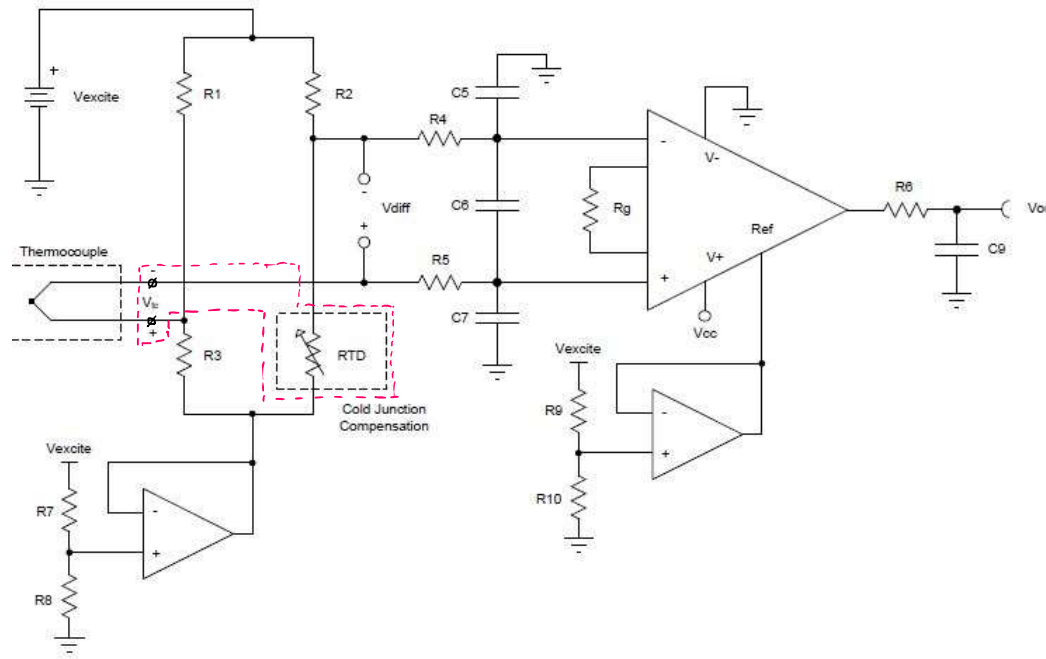 +
Vexcite
R1
R2
R4
C5
-
V-
Vdiff
C6
Rg
R6
Ref
+
V+
C9
Thermocouple
-
Vtc
+
R5
+
C7
Vcc
R3
RTD
Cold Junction
Compensation
Vexcite
R9
-
+
R10
Vexcite
R7
-
+
R8